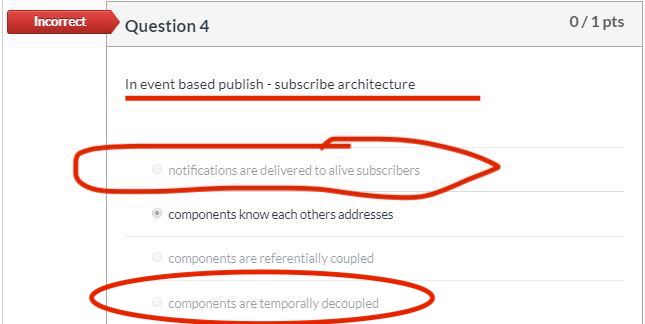 Incorrect
Question 4
0 / 1 pts
In event based publish - subscribe architecture
notifications are delivered to alive subscribers
components know each others addresses
components are referentially coupled
components are temporally decoupled